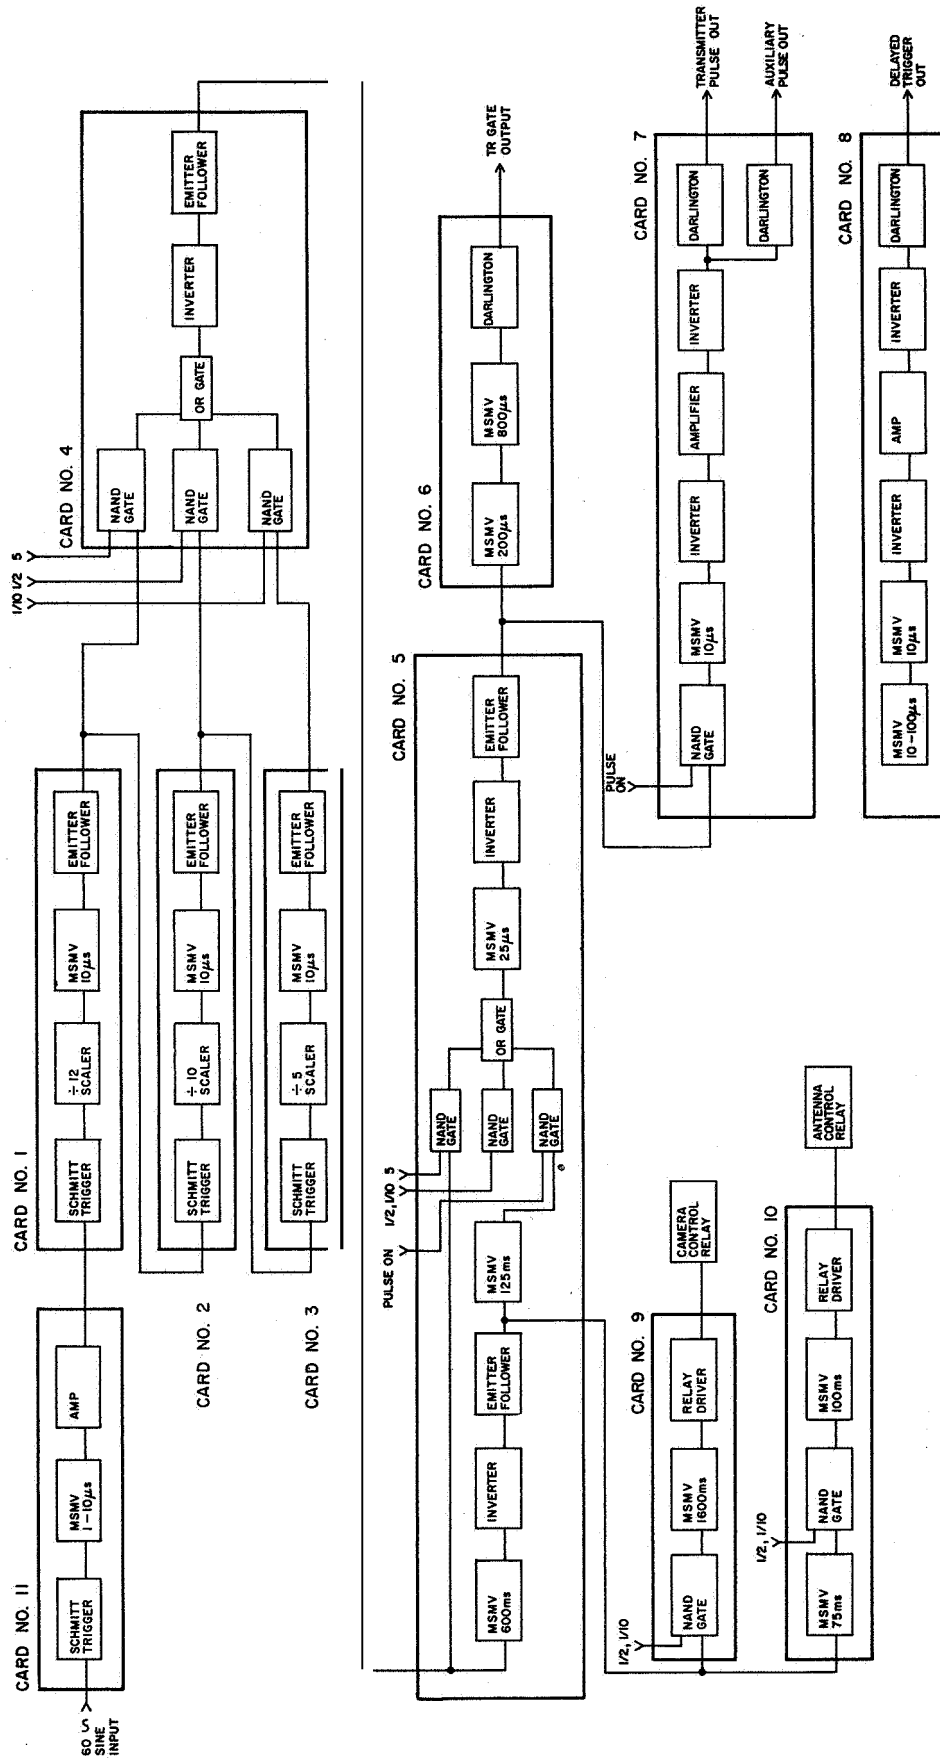 CARD NO. 11
60 S
SINE
INPUT
SCHMITT
TRIGGER
MSMV
1–10μs
AMP
CARD NO. 1
SCHMITT
TRIGGER
÷ 12
SCALER
MSMV
10μs
EMITTER
FOLLOWER
CARD NO. 2
SCHMITT
TRIGGER
÷ 10
SCALER
MSMV
10μs
EMITTER
FOLLOWER
CARD NO. 3
SCHMITT
TRIGGER
÷ 5
SCALER
MSMV
10μs
EMITTER
FOLLOWER
1/10 1/2 5
CARD NO. 4
NAND
GATE
NAND
GATE
NAND
GATE
OR GATE
INVERTER
EMITTER
FOLLOWER
CARD NO. 5
MSMV
600ms
INVERTER
EMITTER
FOLLOWER
MSMV
125ms
PULSE ON
1/2, 1/10 5
NAND
GATE
NAND
GATE
NAND
GATE
OR GATE
MSMV
25μs
INVERTER
EMITTER
FOLLOWER
CARD NO. 6
MSMV
200μs
MSMV
800μs
DARLINGTON
TR GATE
OUTPUT
CARD NO. 7
PULSE
ON
NAND
GATE
MSMV
10μs
INVERTER
AMPLIFIER
INVERTER
DARLINGTON
DARLINGTON
TRANSMITTER
PULSE OUT
AUXILIARY
PULSE OUT
CARD NO. 8
MSMV
10–100μs
MSMV
10μs
INVERTER
AMP
INVERTER
DARLINGTON
DELAYED
TRIGGER
OUT
CARD NO. 9
1/2, 1/10
NAND
GATE
MSMV
1600ms
RELAY
DRIVER
CAMERA
CONTROL
RELAY
CARD NO. 10
MSMV
75ms
1/2, 1/10
NAND
GATE
MSMV
100ms
RELAY
DRIVER
ANTENNA
CONTROL
RELAY